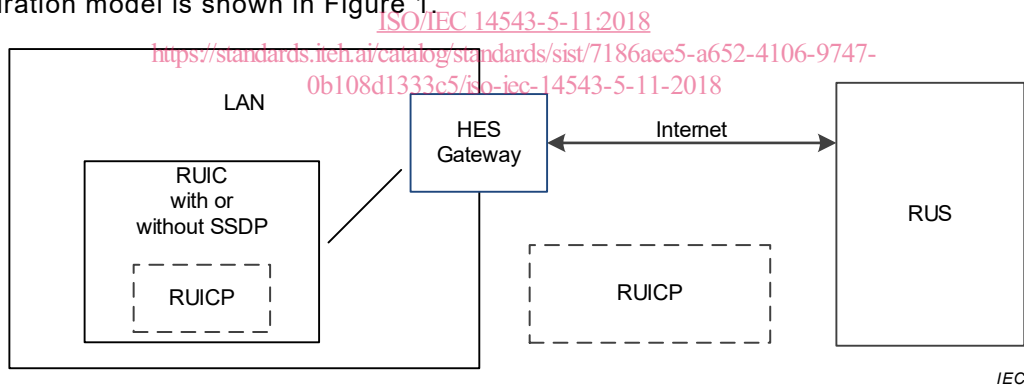 uration model is shown in Figure 1.
ISO/IEC 14543-5-11:2018
https://standards.iteh.ai/catalog/standards/sist/7186aee5-a652-4106-9747-
0b108d1333c5/iso-iec-14543-5-11-2018
LAN
HES
Gateway
Internet
RUIC
with or
without SSDP
RUICP
RUICP
RUS
IEC